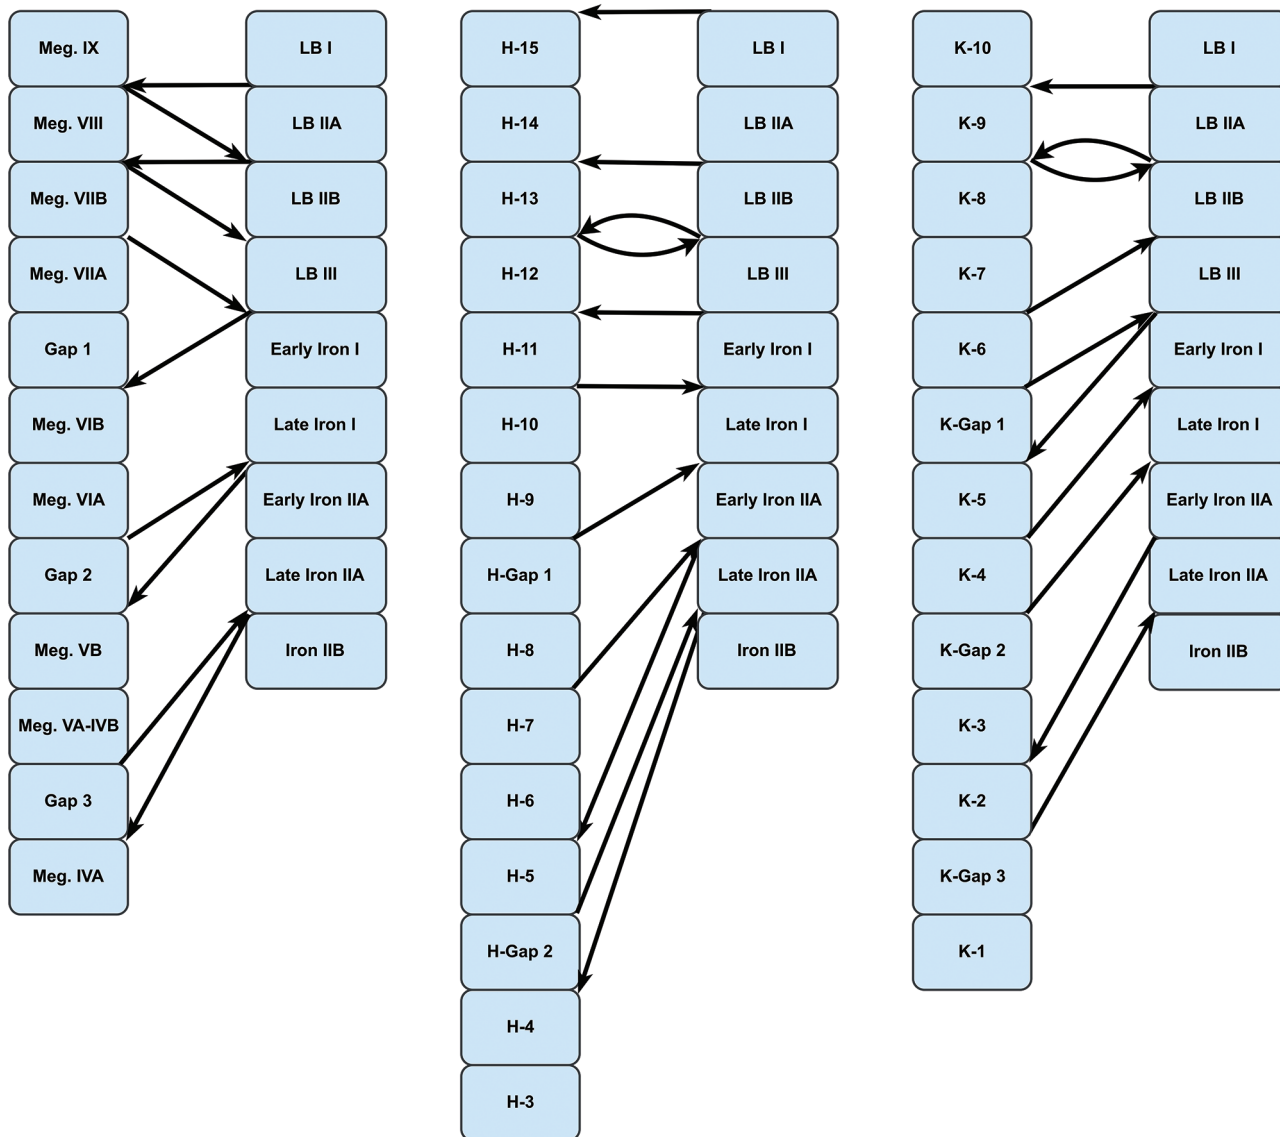 Meg. IX
Meg. VIII
Meg. VIIB
Meg. VIIA
Gap 1
Meg. VIB
Meg. VIA
Gap 2
Meg. VB
Meg. VA-IVB
Gap 3
Meg. IVA
LB I
LB IIA
LB IIB
LB III
Early Iron I
Late Iron I
Early Iron IIA
Late Iron IIA
Iron IIB
H-15
H-14
H-13
H-12
H-11
H-10
H-9
H-Gap 1
H-8
H-7
H-6
H-5
H-Gap 2
H-4
H-3
LB I
LB IIA
LB IIB
LB III
Early Iron I
Late Iron I
Early Iron IIA
Late Iron IIA
Iron IIB
K-10
K-9
K-8
K-7
K-6
K-Gap 1
K-5
K-4
K-Gap 2
K-3
K-2
K-Gap 3
K-1
LB I
LB IIA
LB IIB
LB III
Early Iron I
Late Iron I
Early Iron IIA
Late Iron IIA
Iron IIB